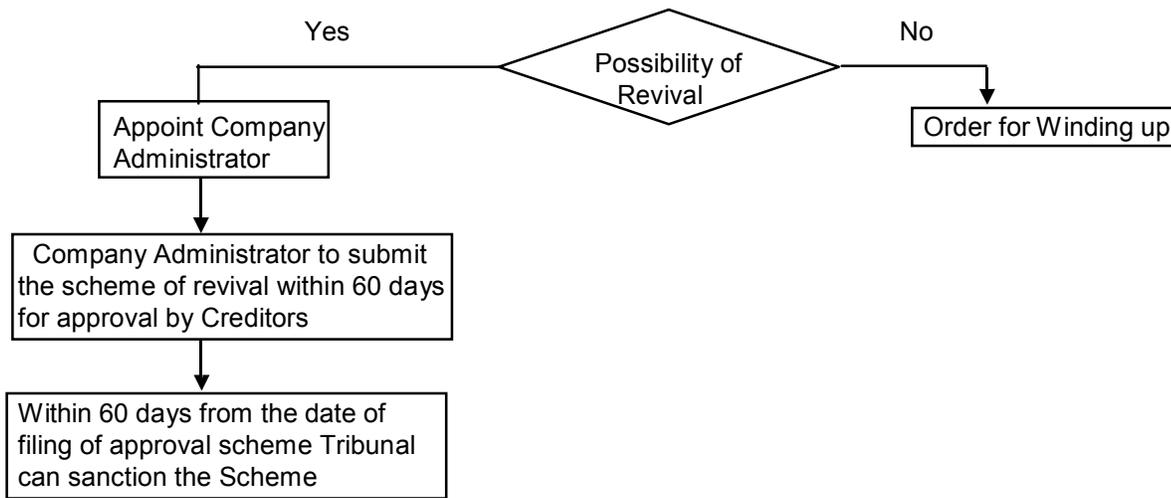 Yes
No
Possibility of
Revival
Appoint Company
Administrator
Order for Winding up
Company Administrator to submit
the scheme of revival within 60 days
for approval by Creditors
Within 60 days from the date of
filing of approval scheme Tribunal
can sanction the Scheme